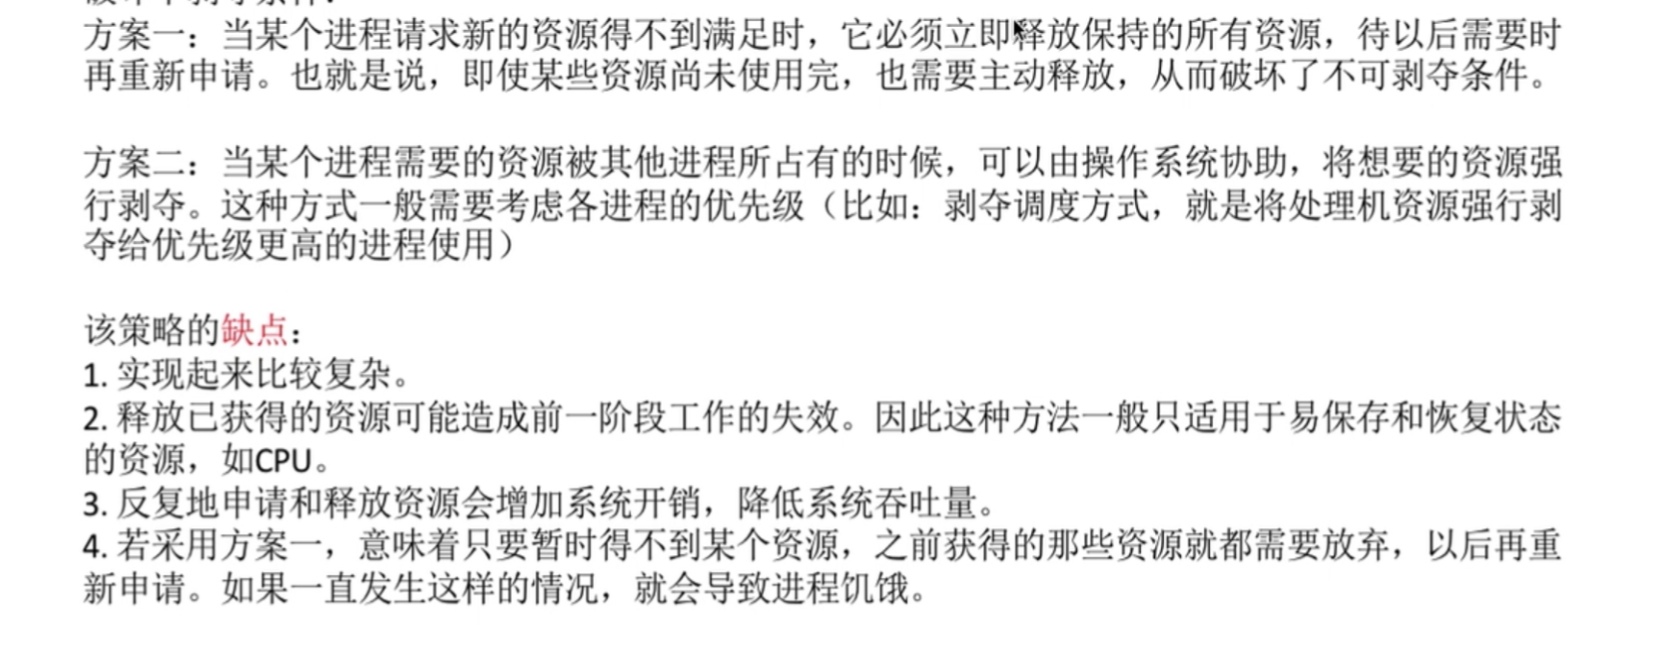 方案一：当某个进程请求新的资源得不到满足时，它必须立即释放保持的所有资源，待以后需要时
再重新申请。也就是说，即使某些资源尚未使用完，也需要主动释放，从而破坏了不可剥夺条件。
方案二：当某个进程需要的资源被其他进程所占有的时候，可以由操作系统协助，将想要的资源强
行剥夺。这种方式一般需要考虑各进程的优先级（比如：剥夺调度方式，就是将处理机资源强行剥
夺给优先级更高的进程使用）
该策略的缺点：
1. 实现起来比较复杂。
2. 释放已获得的资源可能造成前一阶段工作的失效。因此这种方法一般只适用于易保存和恢复状态
的资源，如CPU。
3. 反复地申请和释放资源会增加系统开销，降低系统吞吐量。
4. 若采用方案一，意味着只要暂时得不到某个资源，之前获得的那些资源就都需要放弃，以后再重
新申请。如果一直发生这样的情况，就会导致进程饥饿。